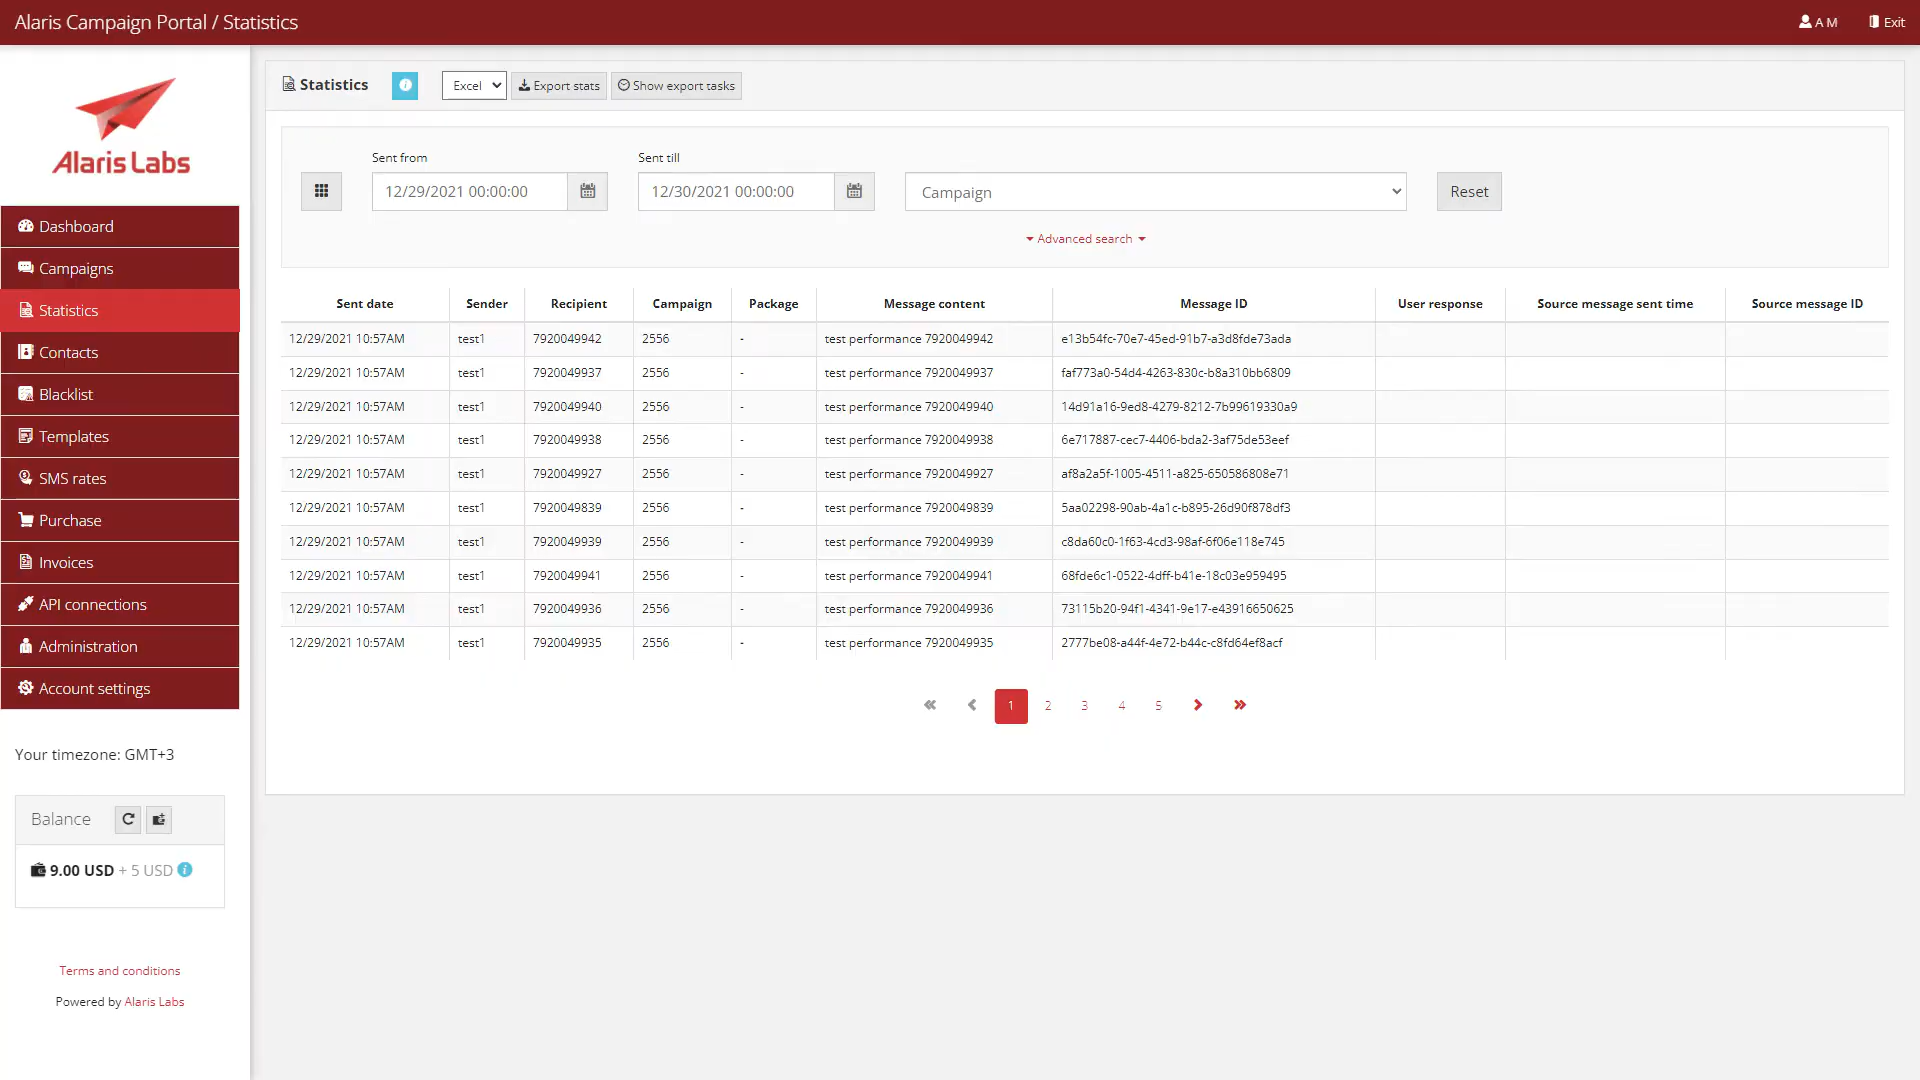 Alaris Campaign Portal / Statistics
A M
Exit
Alaris Labs
Dashboard
Campaigns
Statistics
Contacts
Blacklist
Templates
SMS rates
Purchase
Invoices
API connections
Administration
Account settings
Your timezone: GMT+3
Balance
9.00 USD + 5 USD
Terms and conditions
Powered by Alaris Labs
Statistics
Excel
Export stats
Show export tasks
Sent from
12/29/2021 00:00:00
Sent till
12/30/2021 00:00:00
Campaign
Reset
Advanced search
Sent date Sender Recipient Campaign Package Message content Message ID User response Source message sent time Source message ID
12/29/2021 10:57AM test1 7920049942 2556 - test performance 7920049942 e13b54fc-70e7-45ed-91b7-a3d8fde73ada
12/29/2021 10:57AM test1 7920049937 2556 - test performance 7920049937 faf773a0-54d4-4263-830c-b8a310bb6809
12/29/2021 10:57AM test1 7920049940 2556 - test performance 7920049940 14d91a16-9ed8-4279-8212-7b99619330a9
12/29/2021 10:57AM test1 7920049938 2556 - test performance 7920049938 6e717887-cec7-4406-bda2-3af75de53eef
12/29/2021 10:57AM test1 7920049927 2556 - test performance 7920049927 af8a2a5f-1005-4511-a825-650586808e71
12/29/2021 10:57AM test1 7920049839 2556 - test performance 7920049839 5aa02298-90ab-4a1c-b895-26d90f878df3
12/29/2021 10:57AM test1 7920049939 2556 - test performance 7920049939 c8da60c0-1f63-4cd3-98af-6f06e118e745
12/29/2021 10:57AM test1 7920049941 2556 - test performance 7920049941 68fde6c1-0522-4dff-b41e-18c03e959495
12/29/2021 10:57AM test1 7920049936 2556 - test performance 7920049936 73115b20-94f1-4341-9e17-e43916650625
12/29/2021 10:57AM test1 7920049935 2556 - test performance 7920049935 2777be08-a44f-4e72-b44c-c8fd64ef8acf
1 2 3 4 5